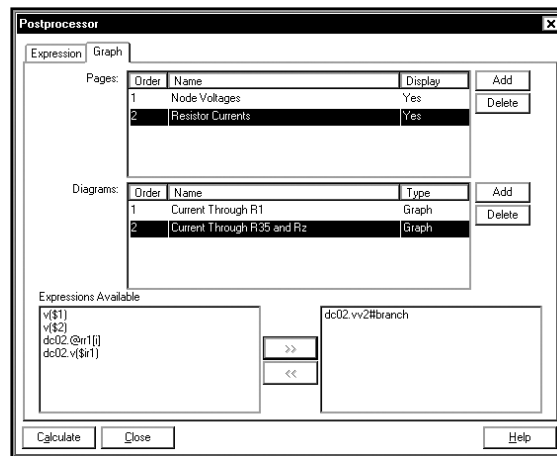 Postprocessor
Expression Graph
Pages:
Order Name Display
1 Node Voltages Yes
2 Resistor Currents Yes
Add
Delete
Diagrams:
Order Name Type
1 Current Through R1 Graph
2 Current Through R35 and Rz Graph
Add
Delete
Expressions Available
v($1)
v($2)
dc02.@rr1[i]
dc02.v($ir1)
>>
<<
dc02.vv2#branch
Calculate Close Help